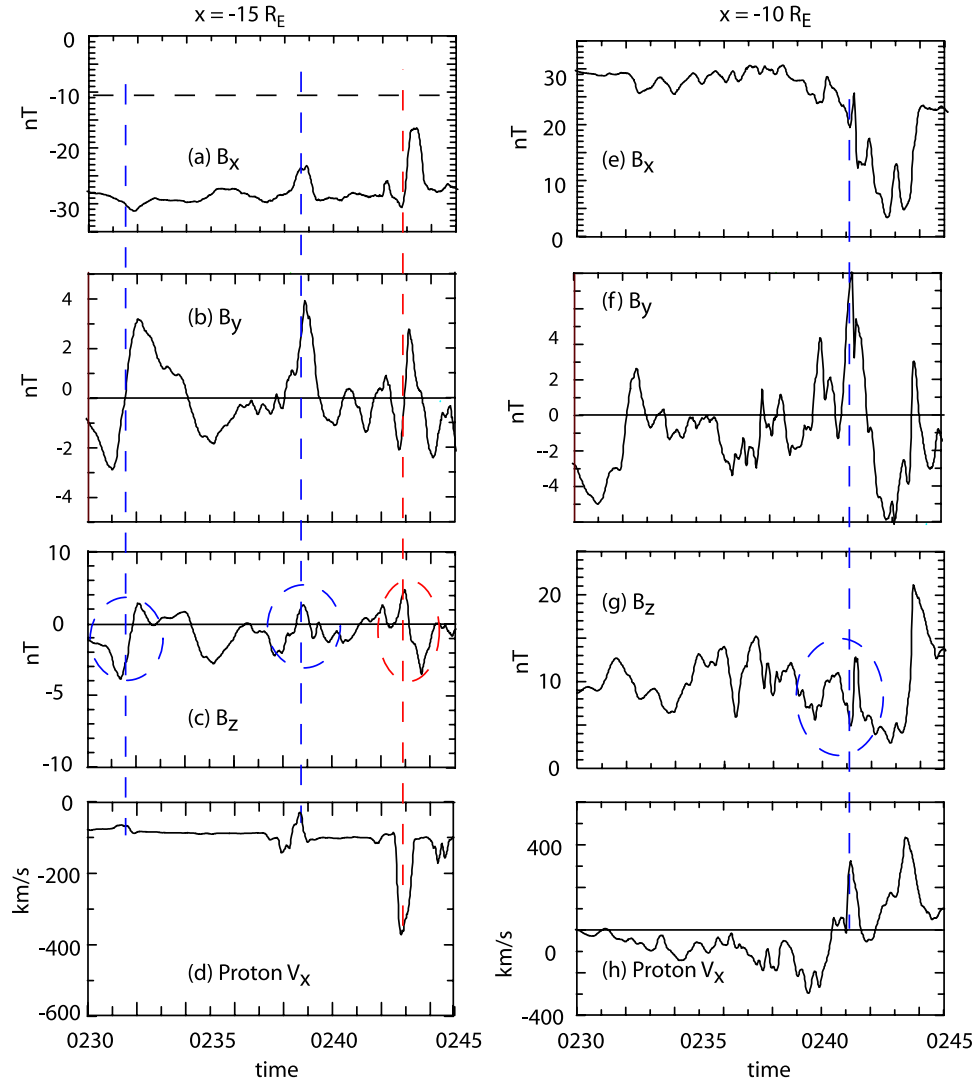 x = -15 R_E
x = -10 R_E
0
-10
-20
-30
nT
(a) B_x
30
20
10
0
nT
(e) B_x
4
2
0
-2
-4
nT
(b) B_y
4
2
0
-2
-4
nT
(f) B_y
10
5
0
-5
-10
nT
(c) B_z
20
10
0
nT
(g) B_z
0
-200
-400
-600
km/s
(d) Proton V_x
400
0
-400
km/s
(h) Proton V_x
0230
0235
0240
0245
time
0230
0235
0240
0245
time